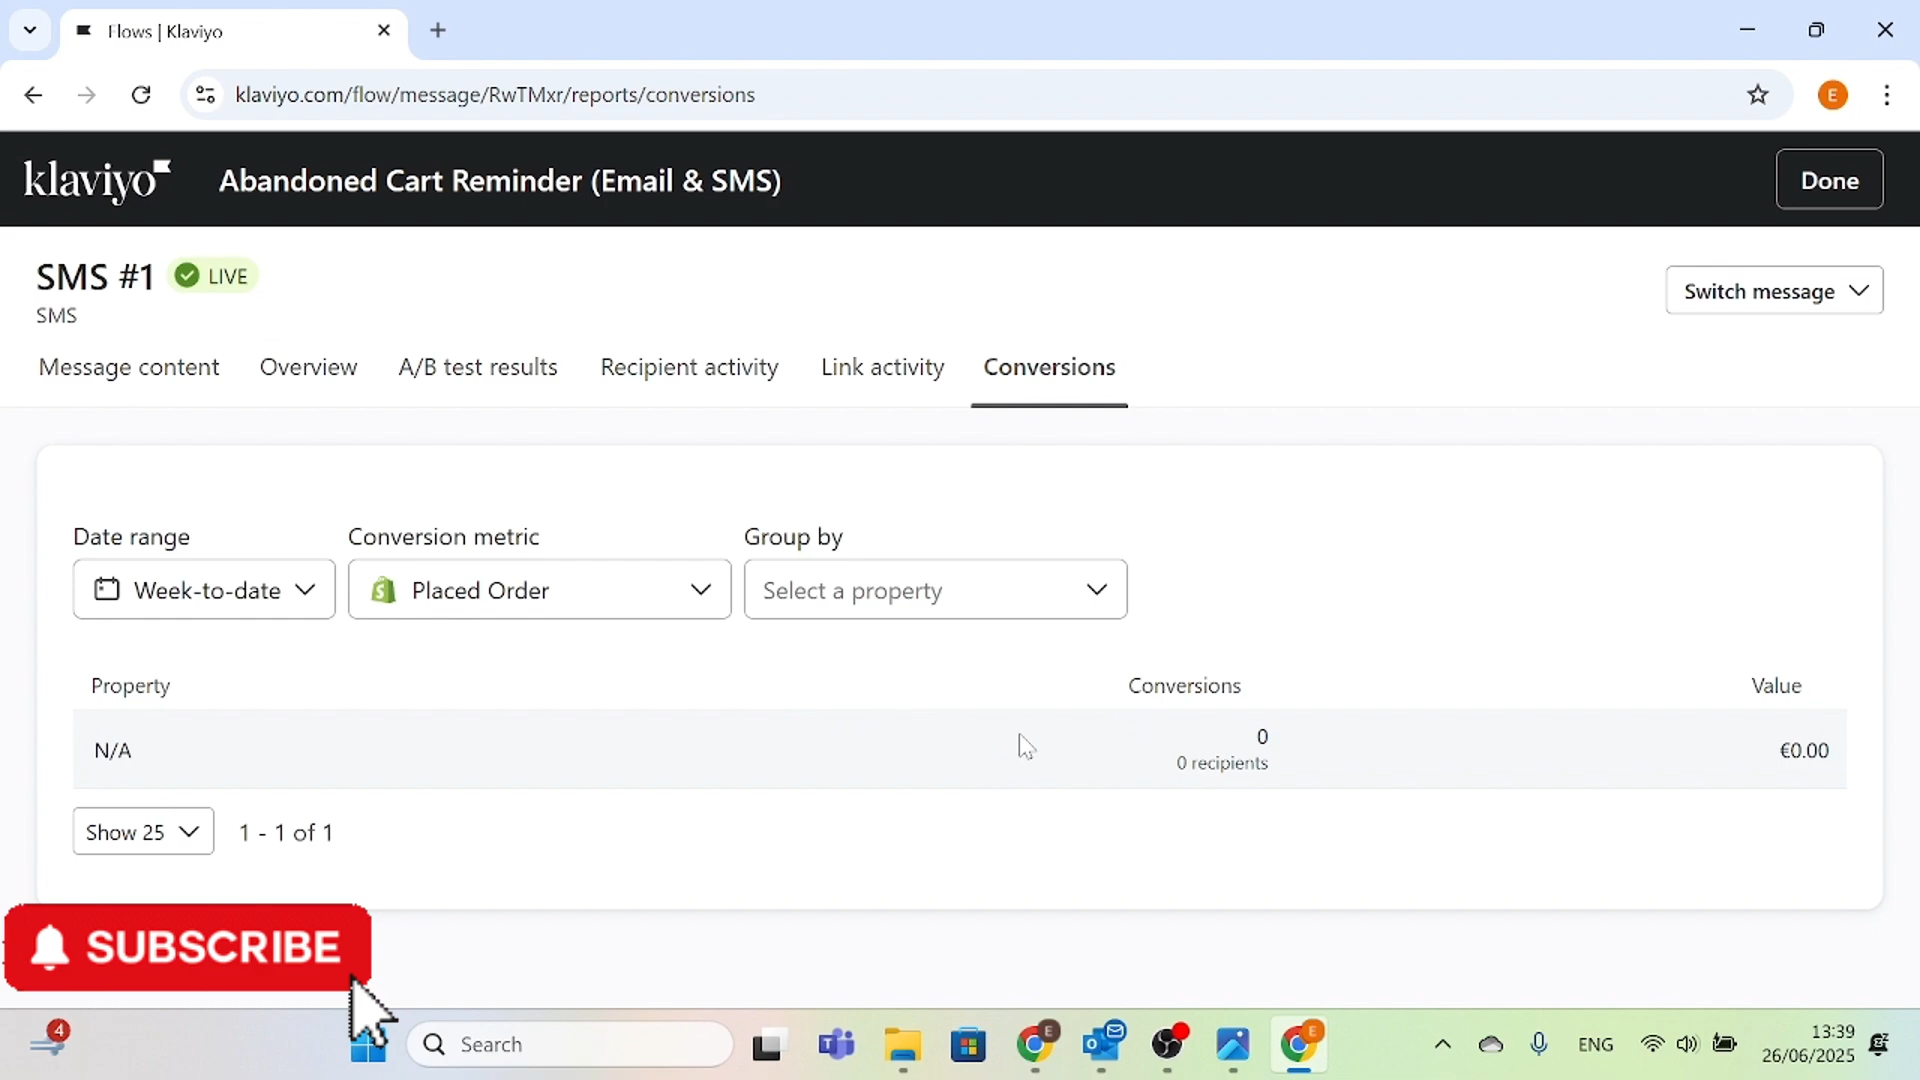 Flows | Klaviyo
klaviyo.com/flow/message/RwTMxr/reports/conversions
E
klaviyo
Abandoned Cart Reminder (Email & SMS)
Done
SMS #1
LIVE
SMS
Switch message
Message content
Overview
A/B test results
Recipient activity
Link activity
Conversions
Date range
Conversion metric
Group by
Week-to-date
Placed Order
Select a property
Property
Conversions
Value
N/A
0
0 recipients
€0.00
Show 25
1 - 1 of 1
SUBSCRIBE
4
Search
E
E
ENG
13:39
26/06/2025